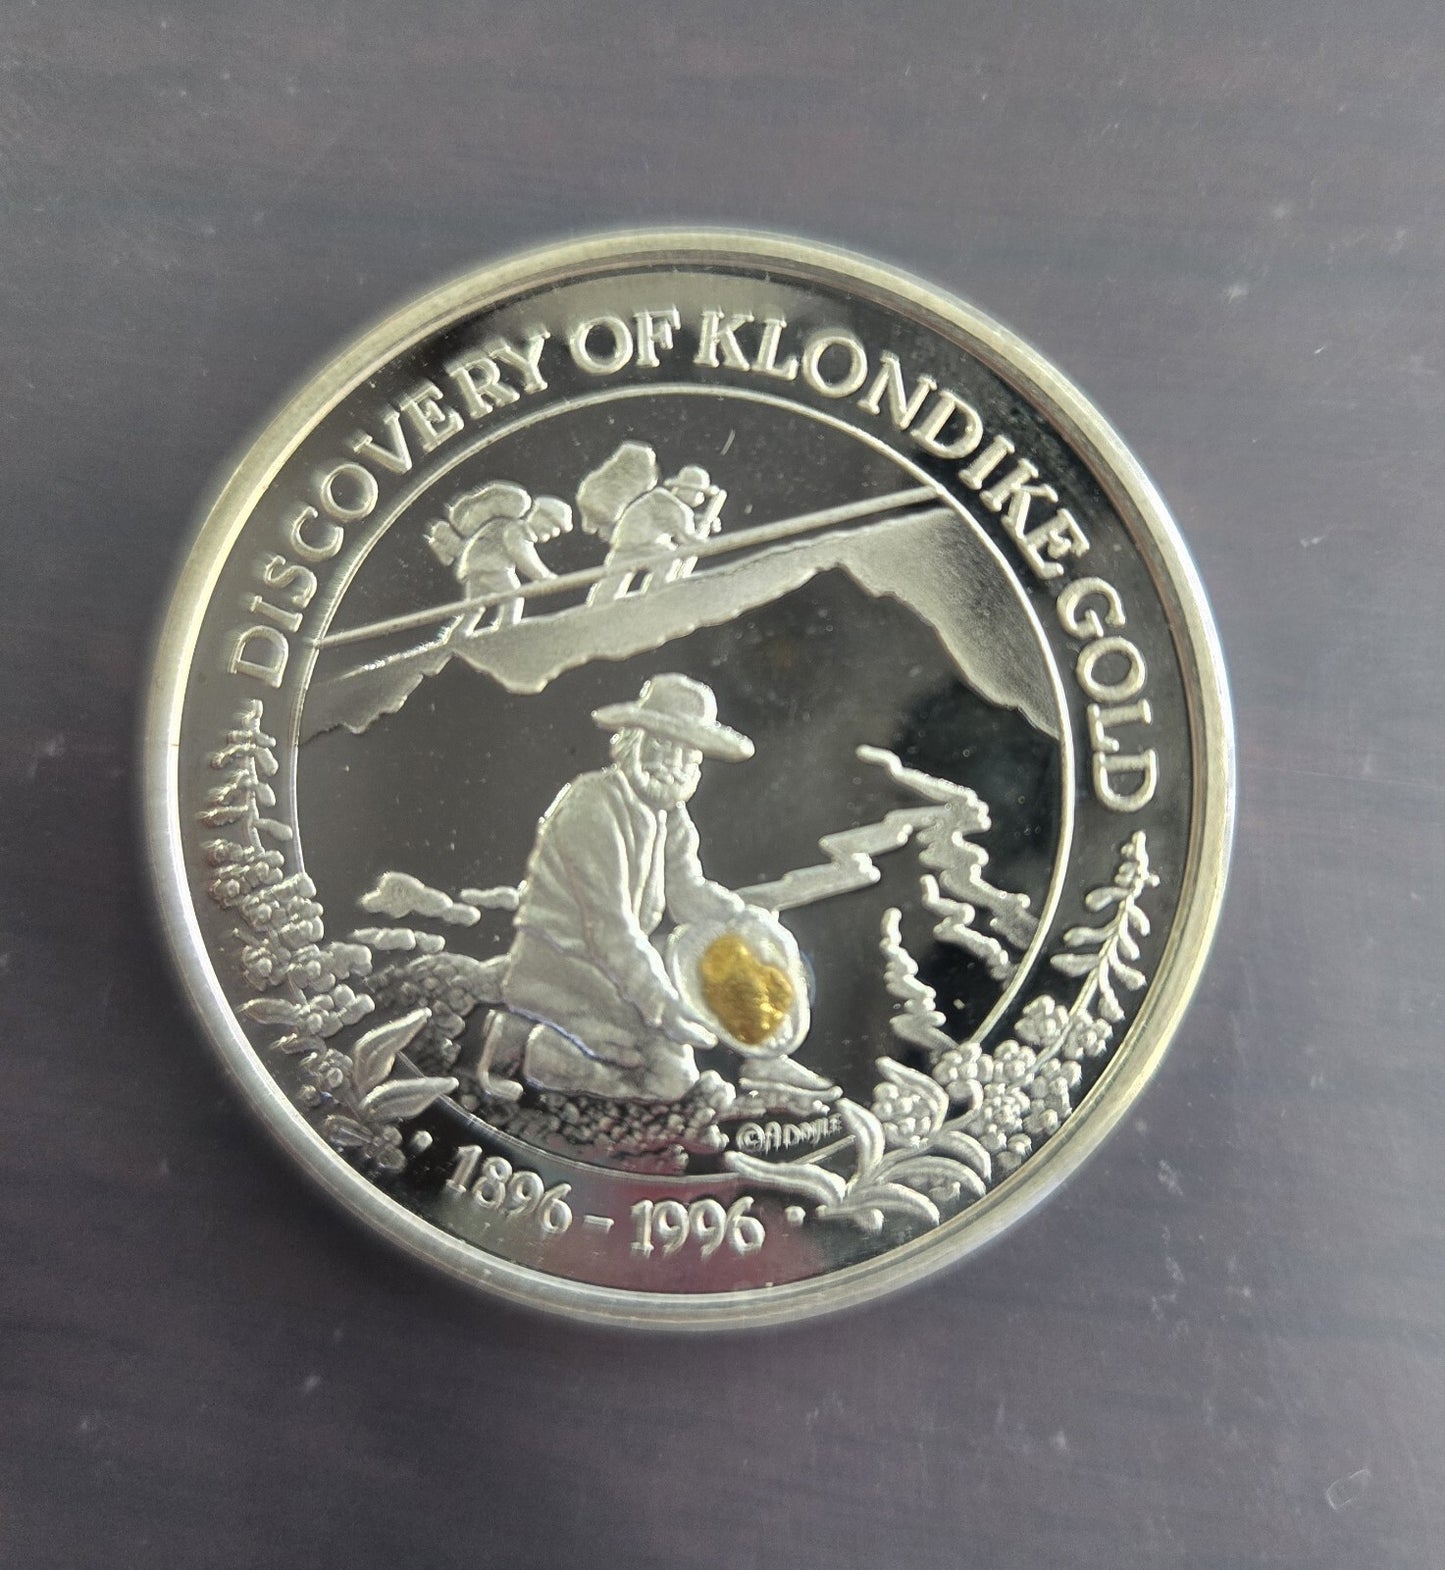 DISCOVERY OF KLONDIKE GOLD
©A DOYLE
· 1896 – 1996 ·